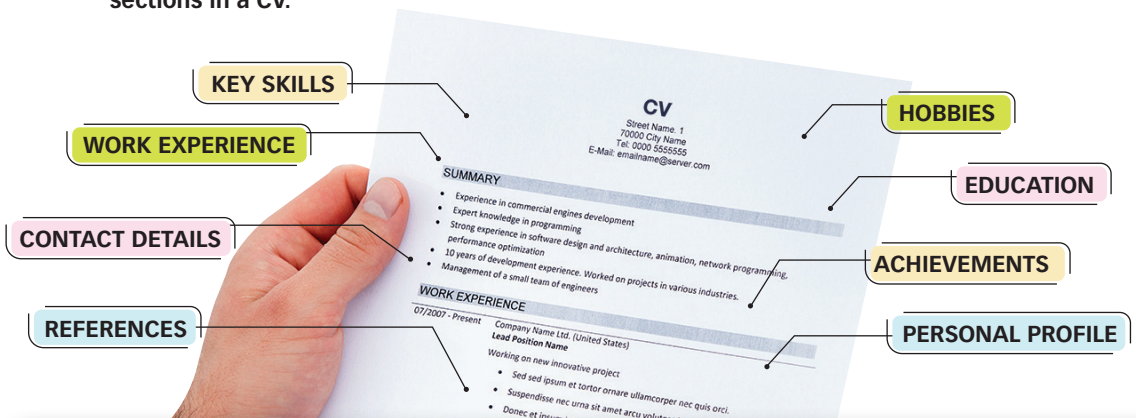 sections in a CV.
KEY SKILLS
WORK EXPERIENCE
CONTACT DETAILS
REFERENCES
HOBBIES
EDUCATION
ACHIEVEMENTS
PERSONAL PROFILE
CV
Street Name. 1
70000 City Name
Tel: 0000 5555555
E-Mail: emailname@server.com
SUMMARY
• Experience in commercial engines development
• Expert knowledge in programming
• Strong experience in software design and architecture, animation, network programming,
performance optimization
• 10 years of development experience. Worked on projects in various industries.
• Management of a small team of engineers
WORK EXPERIENCE
07/2007 - Present Company Name Ltd. (United States)
Lead Position Name
Working on new innovative project
• Sed sed ipsum et tortor ornare ullamcorper nec quis orci.
• Suspendisse nec urna sit amet arcu
• Donec et